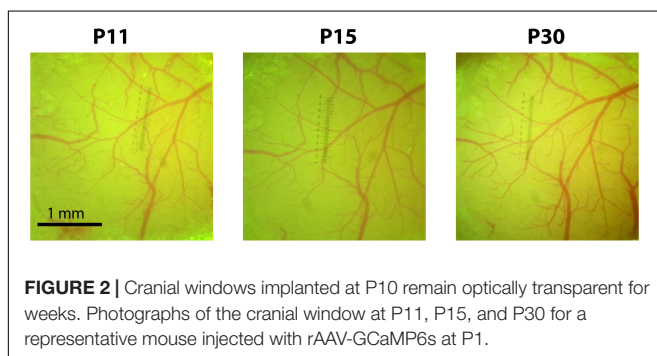 P11 P15 P30
1 mm
FIGURE 2 | Cranial windows implanted at P10 remain optically transparent for
weeks. Photographs of the cranial window at P11, P15, and P30 for a
representative mouse injected with rAAV-GCaMP6s at P1.